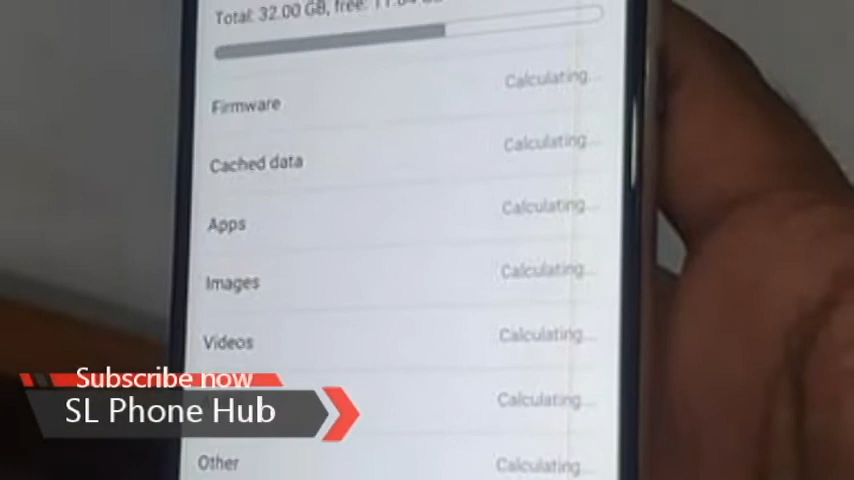 Total: 32.00 GB, free:
Firmware
Calculating...
Cached data
Calculating...
Apps
Calculating...
Images
Calculating...
Videos
Calculating...
Calculating...
Other
Calculating...
Subscribe now
SL Phone Hub